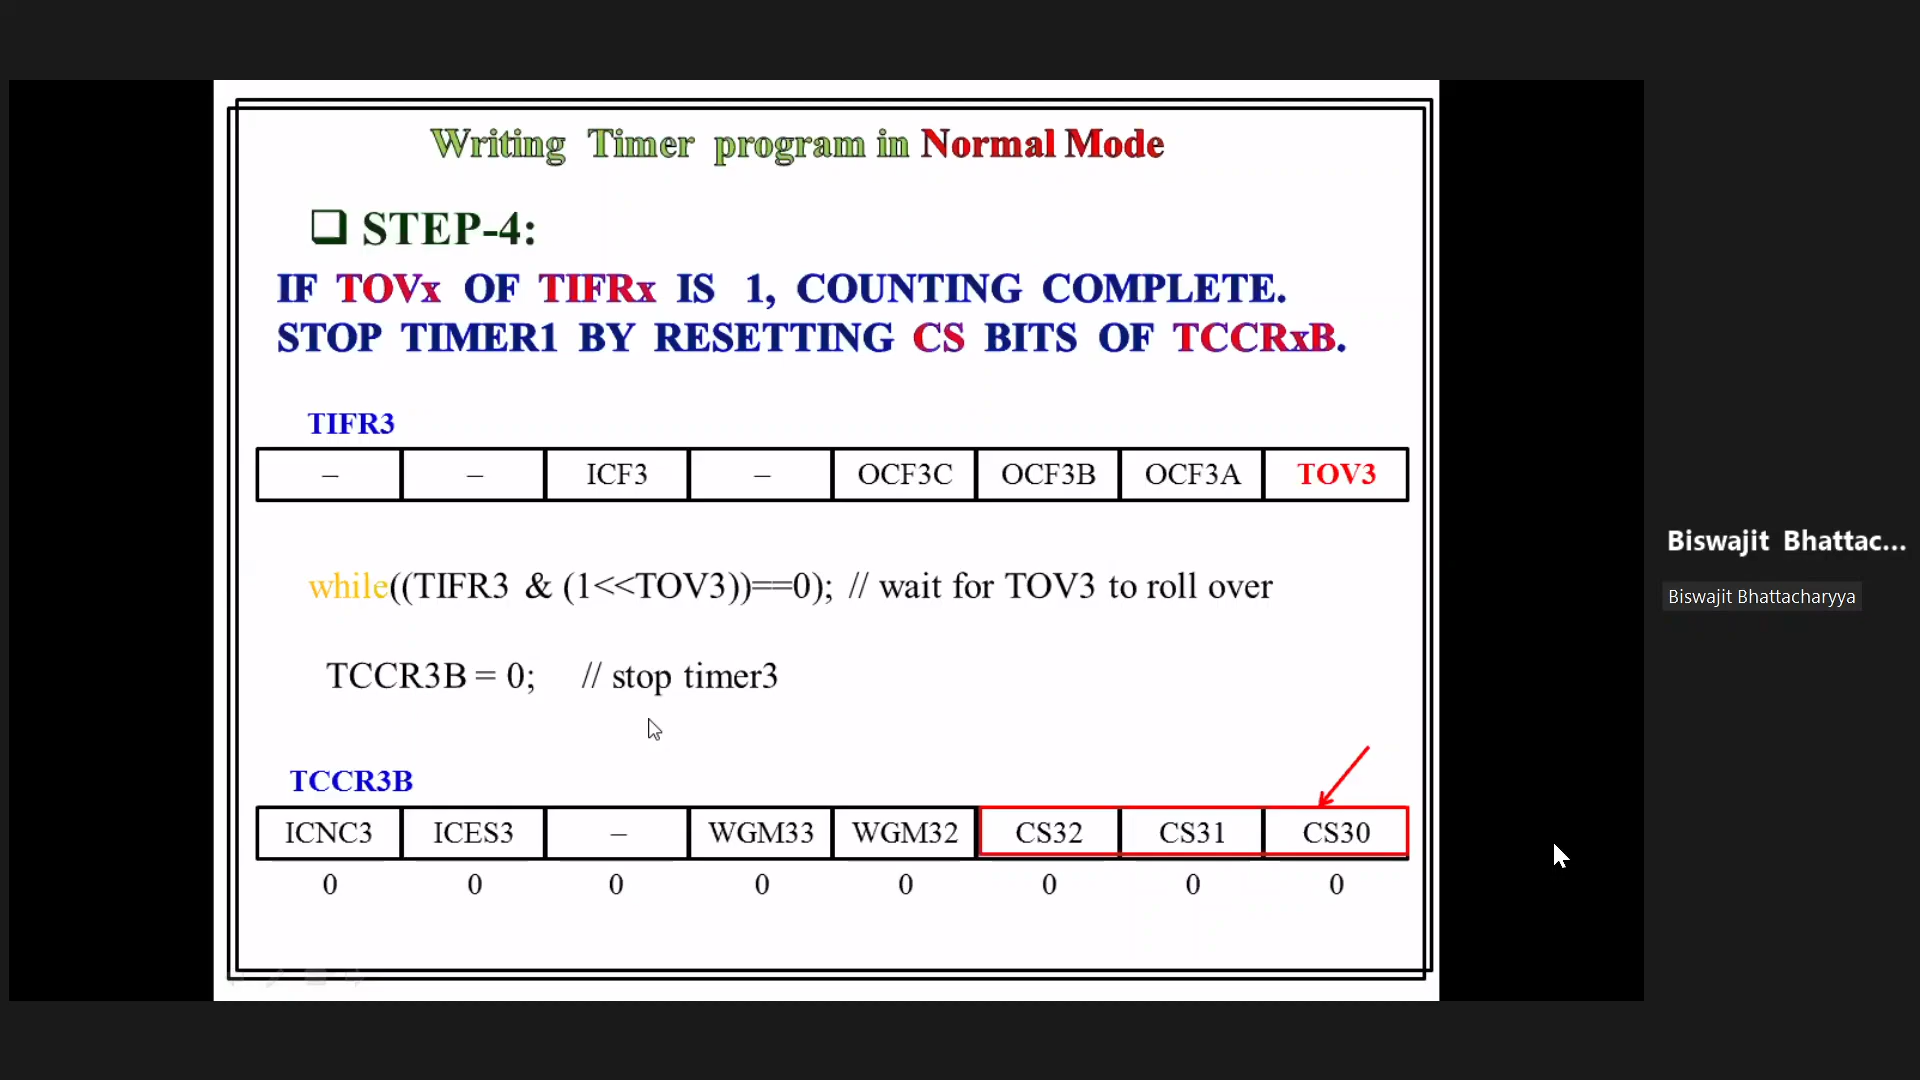 Writing Timer program in Normal Mode
❑ STEP-4:
IF TOVx OF TIFRx IS 1, COUNTING COMPLETE.
STOP TIMER1 BY RESETTING CS BITS OF TCCRxB.
TIFR3
– – ICF3 – OCF3C OCF3B OCF3A TOV3
while((TIFR3 & (1<<TOV3))==0); // wait for TOV3 to roll over
TCCR3B = 0; // stop timer3
TCCR3B
ICNC3 ICES3 – WGM33 WGM32 CS32 CS31 CS30
0 0 0 0 0 0 0 0
Biswajit Bhattac...
Biswajit Bhattacharyya